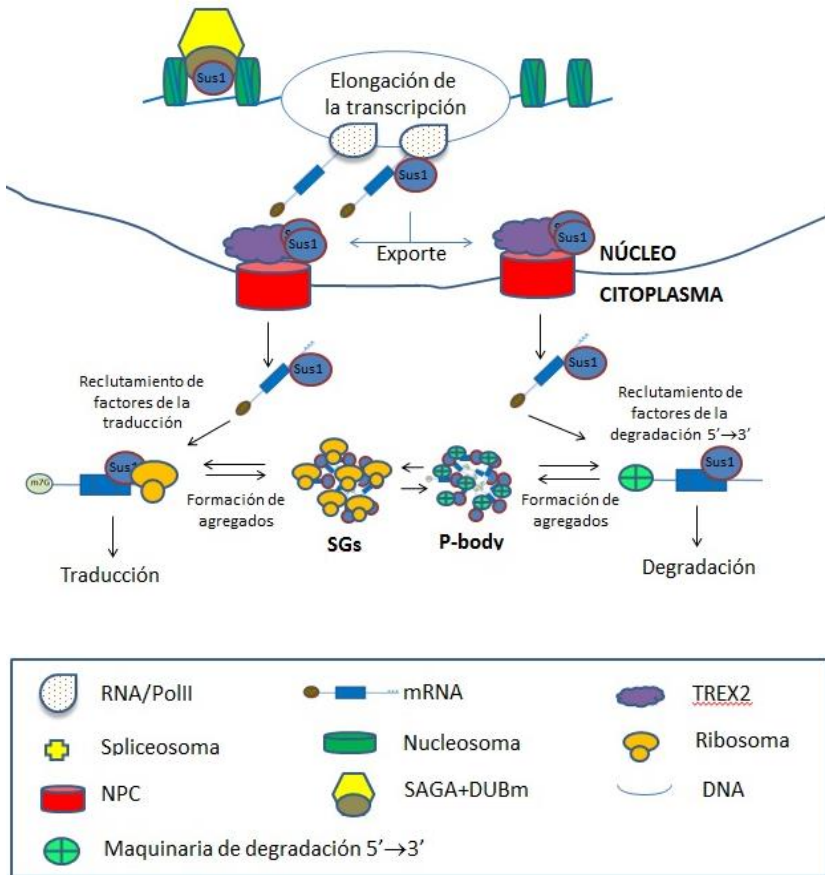 Sus1
Elongación de
la transcripción
Sus1
Sus1
Sus1
Exporte
NÚCLEO
CITOPLASMA
Sus1
Sus1
Reclutamiento de
factores de la
traducción
Reclutamiento de
factores de la
degradación 5’→3’
m7G
Sus1
Sus1
Formación de
agregados
Formación de
agregados
SGs
P-body
Traducción
Degradación
RNA/PolII
mRNA
TREX2
Spliceosoma
Nucleosoma
Ribosoma
NPC
SAGA+DUBm
DNA
Maquinaria de degradación 5’→3’